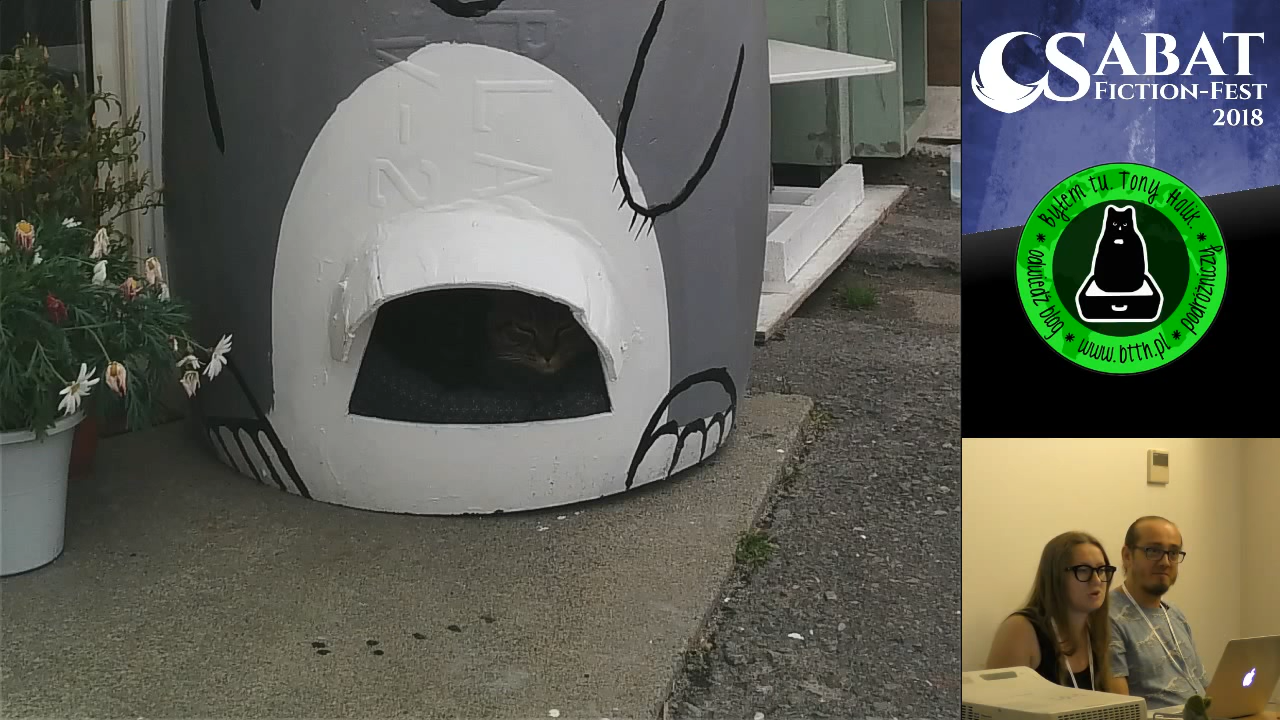 SABAT
FICTION-FEST
2018
Byłem tu. Tony Halik.
podróżniczy
www.btth.pl
odwiedź blog